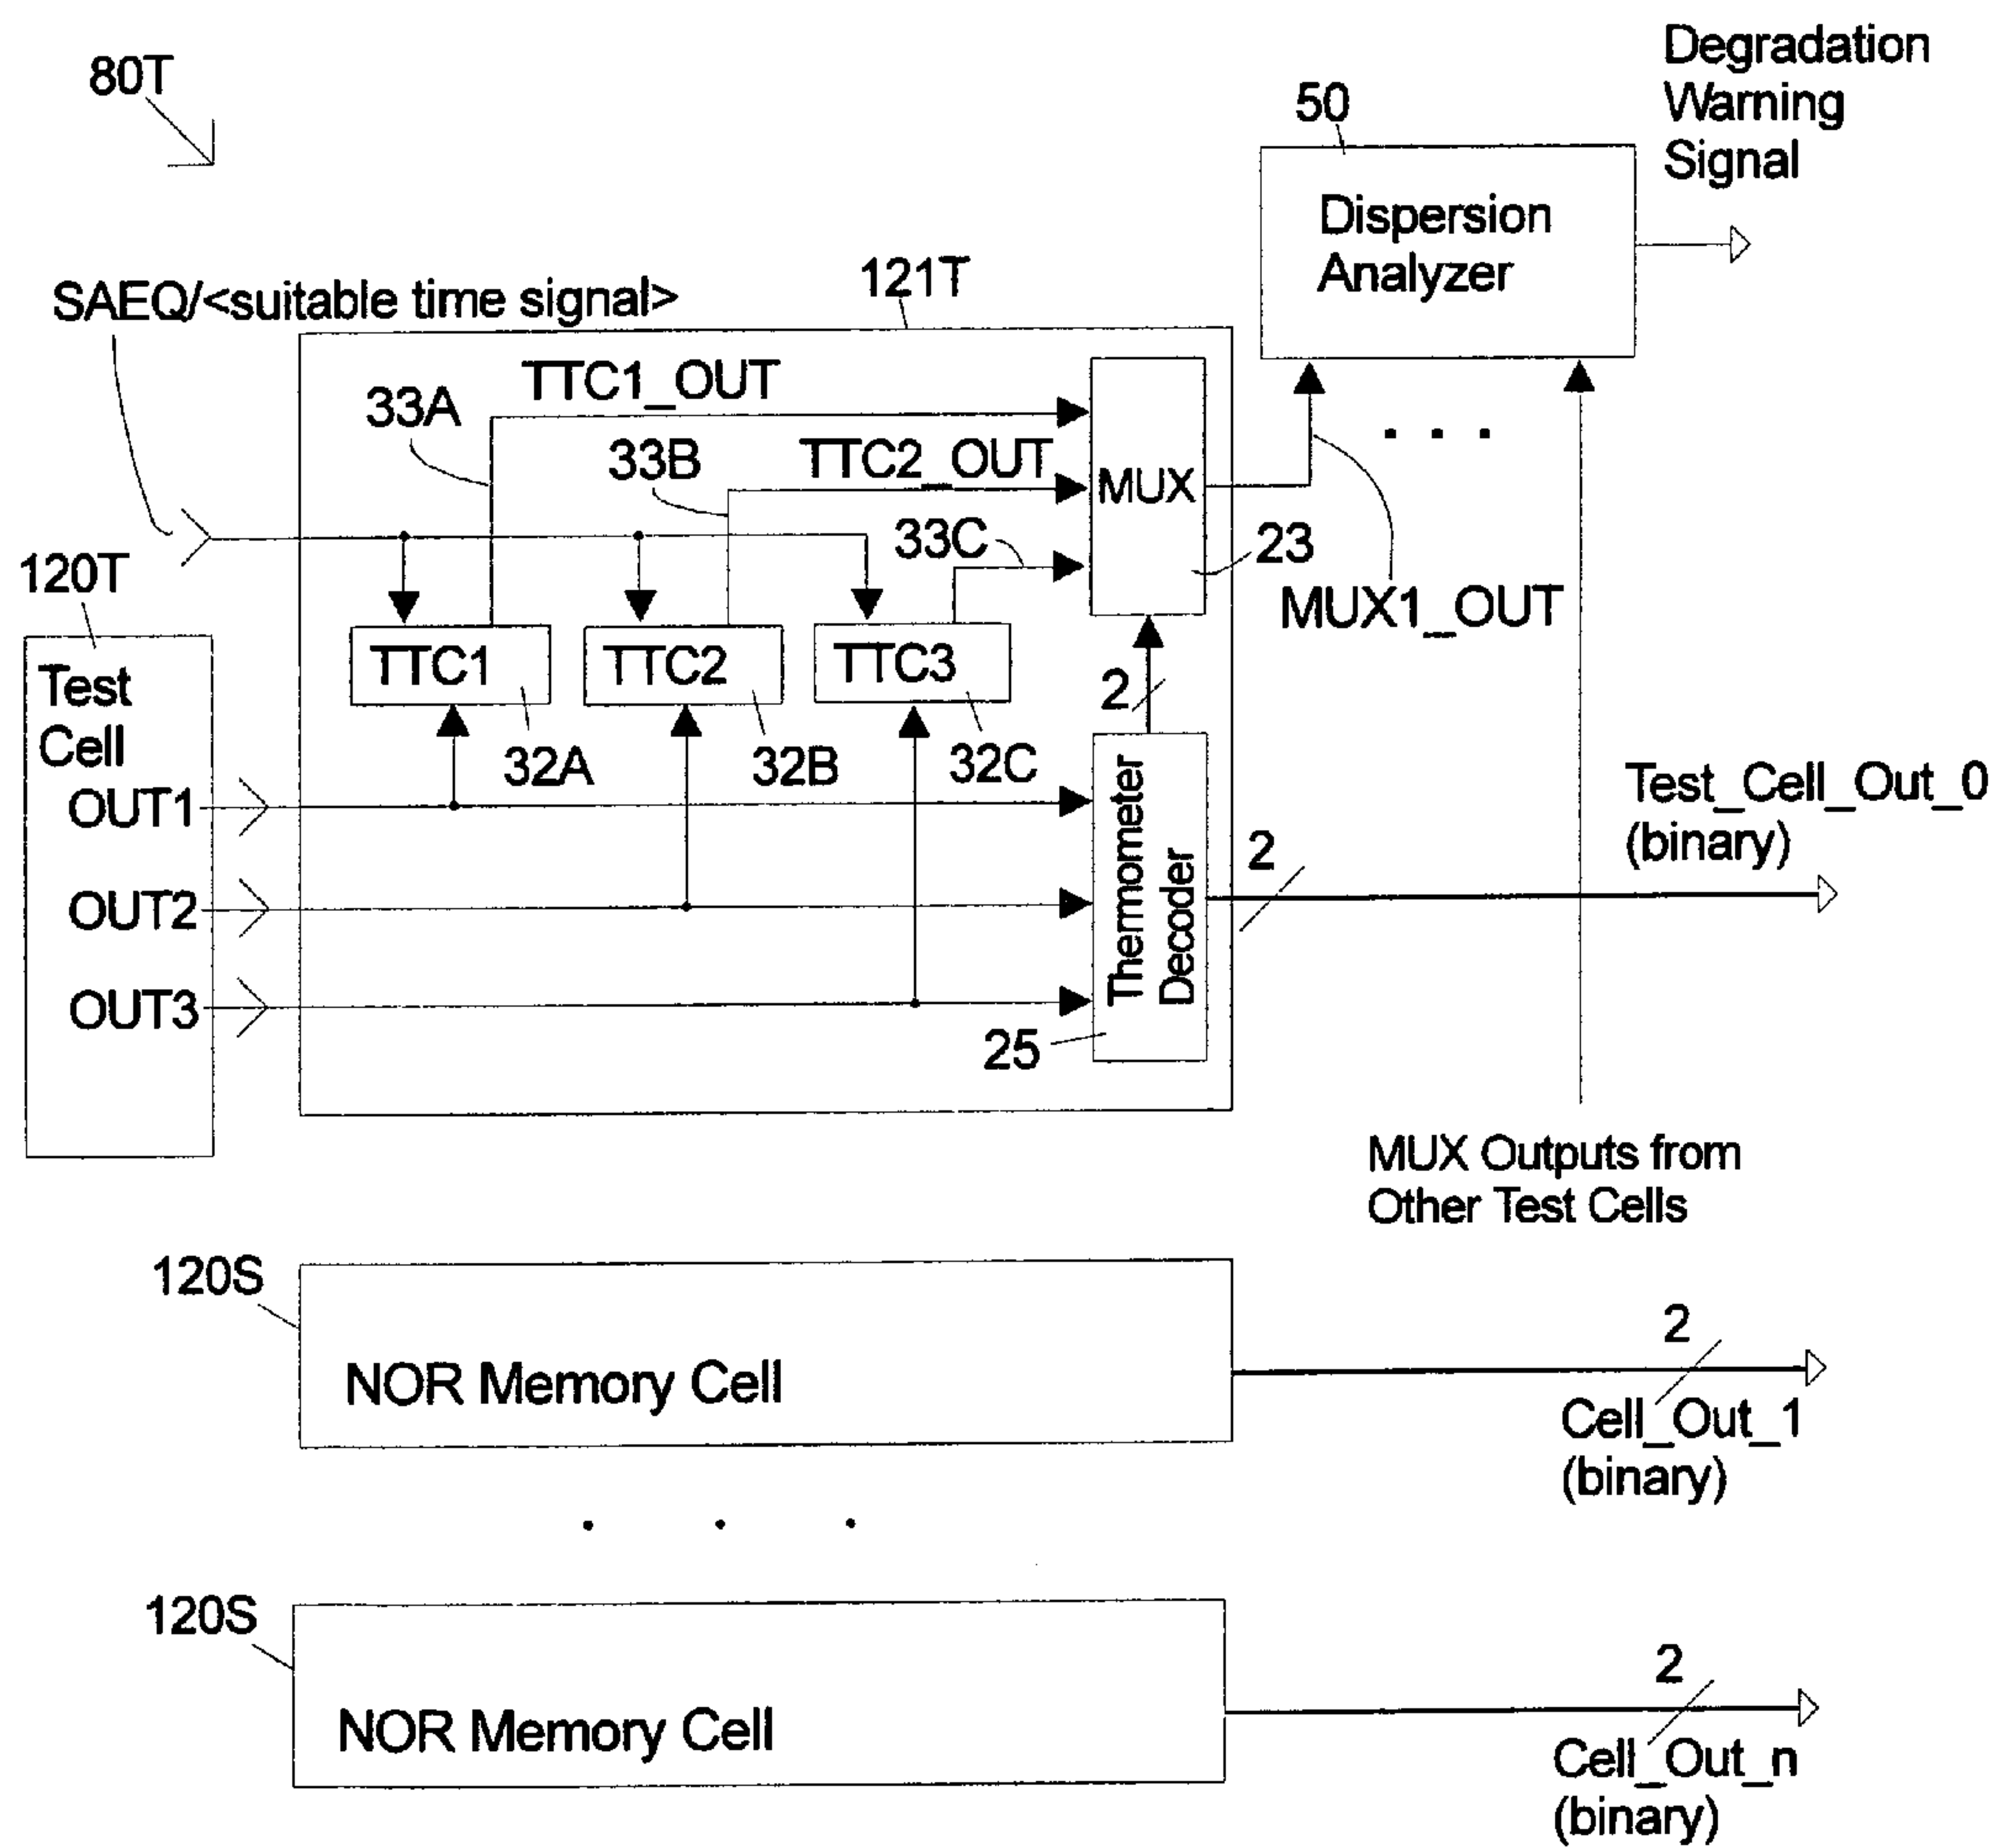 80T
Degradation
Warning
Signal
50
Dispersion
Analyzer
SAEQ/<suitable time signal>
121T
TTC1_OUT
33A
33B
TTC2_OUT
MUX
. . .
33C
23
120T
MUX1_OUT
Test
Cell
TTC1
TTC2
TTC3
2
32A
32B
32C
OUT1
OUT2
OUT3
Thermometer
Decoder
25
2
Test_Cell_Out_0
(binary)
MUX Outputs from
Other Test Cells
120S
NOR Memory Cell
2
Cell_Out_1
(binary)
. . .
120S
NOR Memory Cell
2
Cell_Out_n
(binary)